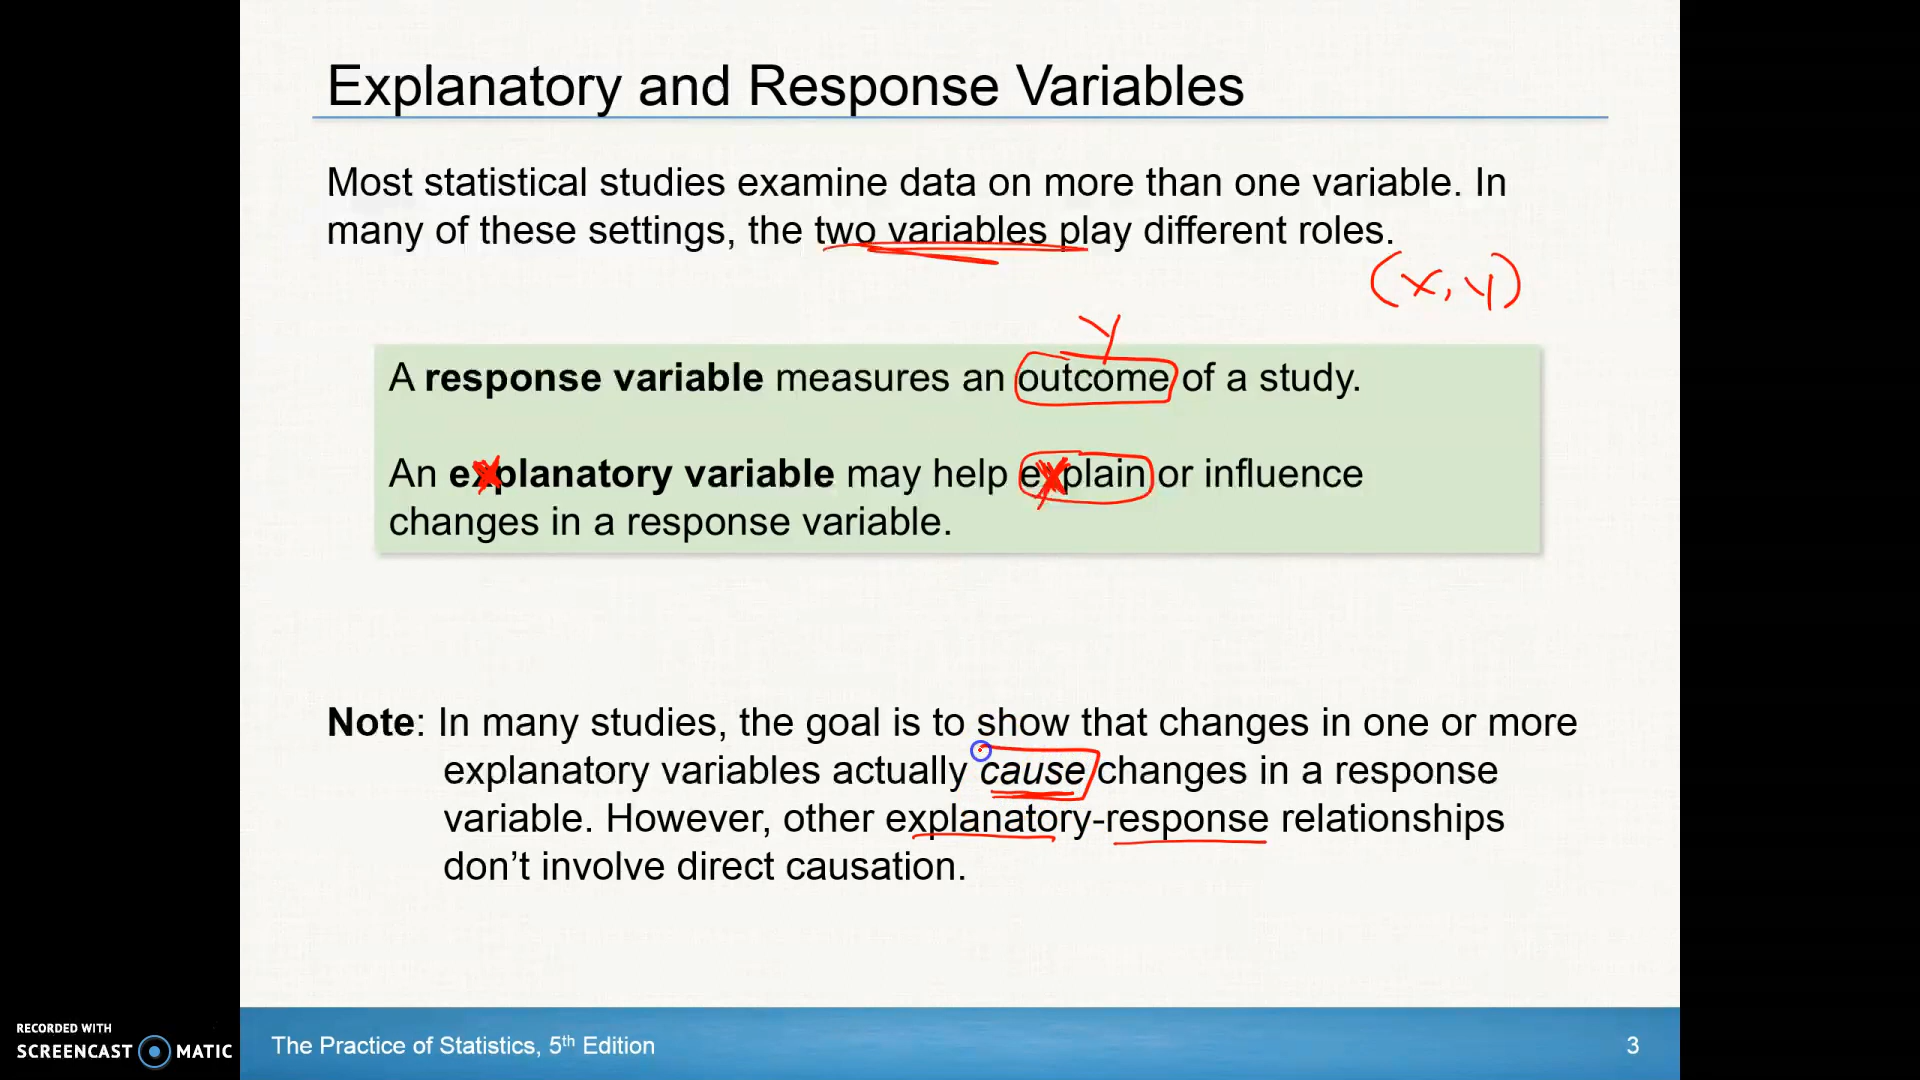 Explanatory and Response Variables
Most statistical studies examine data on more than one variable. In
many of these settings, the two variables play different roles.
(x, y)
y
A response variable measures an outcome of a study.
An explanatory variable may help explain or influence
changes in a response variable.
Note: In many studies, the goal is to show that changes in one or more
explanatory variables actually cause changes in a response
variable. However, other explanatory-response relationships
don’t involve direct causation.
RECORDED WITH
SCREENCAST MATIC
The Practice of Statistics, 5th Edition
3